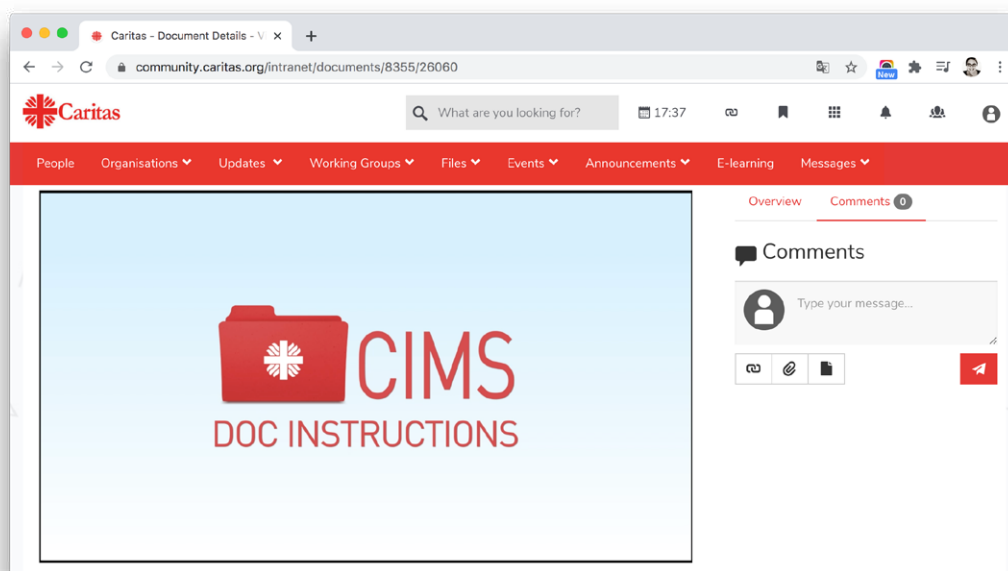 Caritas - Document Details - V
community.caritas.org/intranet/documents/8355/26060
New
Caritas
What are you looking for?
17:37
People Organisations Updates Working Groups Files Events Announcements E-learning Messages
Overview Comments 0
Comments
Type your message...
CIMS
DOC INSTRUCTIONS